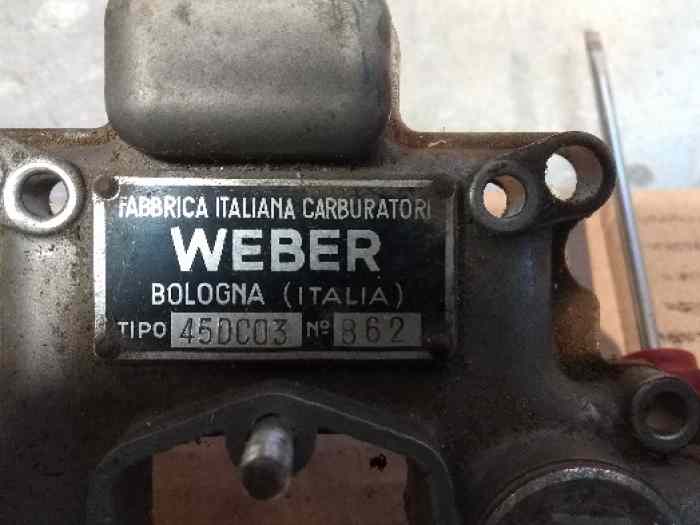 FABBRICA ITALIANA CARBURATORI
WEBER
BOLOGNA (ITALIA)
TIPO 45DCO3 Nº 862